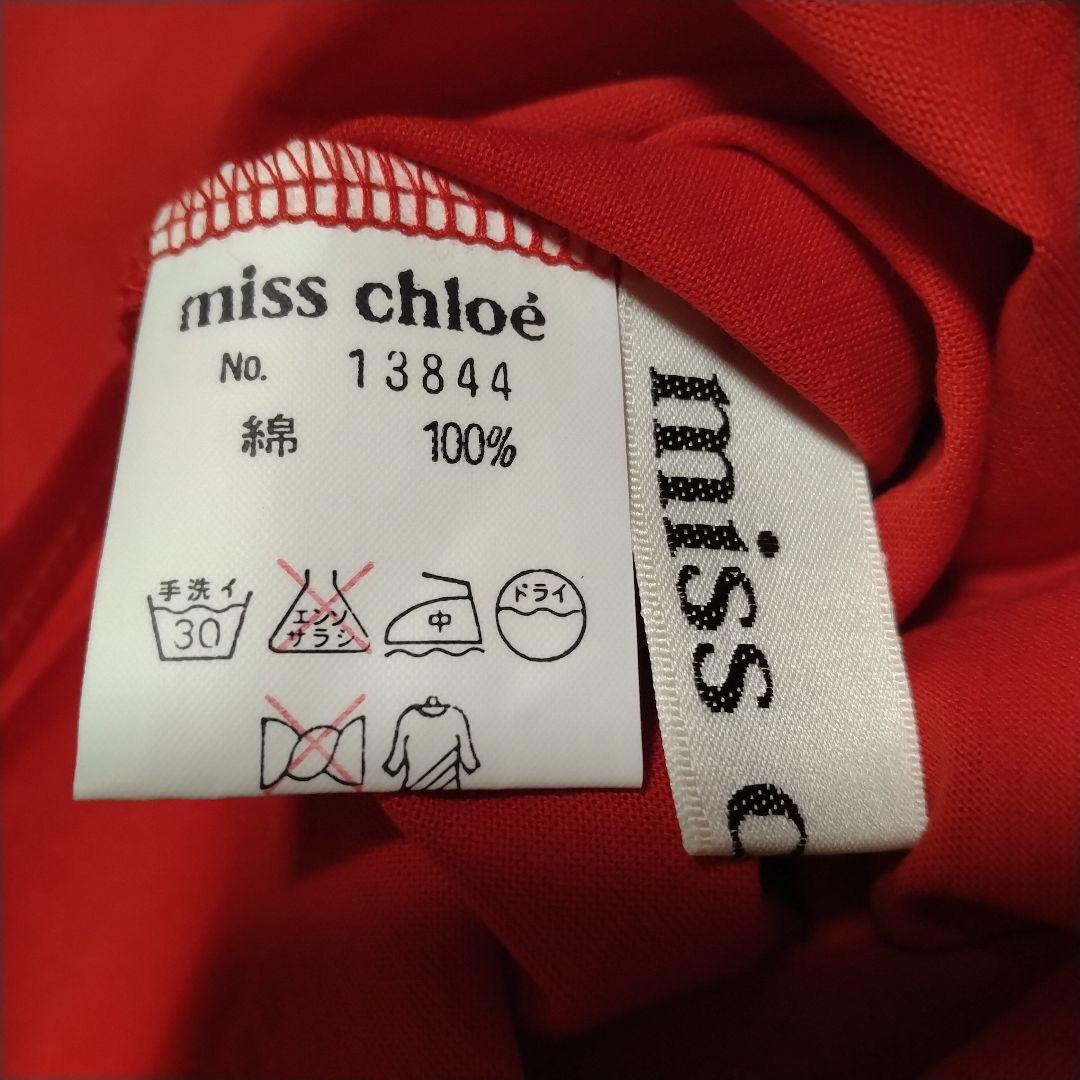 miss chloé
No. 13844
綿 100%
手洗イ
30
エンソ
サラシ
中
ドライ
miss c